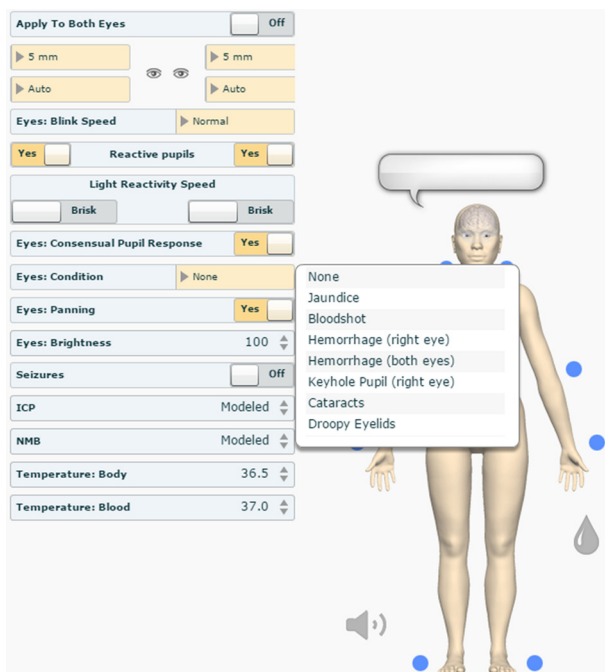 Apply To Both Eyes Off
5 mm 5 mm
Auto Auto
Eyes: Blink Speed Normal
Yes Reactive pupils Yes
Light Reactivity Speed
Brisk Brisk
Eyes: Consensual Pupil Response Yes
Eyes: Condition None
Eyes: Panning Yes
Eyes: Brightness 100
Seizures Off
ICP Modeled
NMB Modeled
Temperature: Body 36.5
Temperature: Blood 37.0
None
Jaundice
Bloodshot
Hemorrhage (right eye)
Hemorrhage (both eyes)
Keyhole Pupil (right eye)
Cataracts
Droopy Eyelids